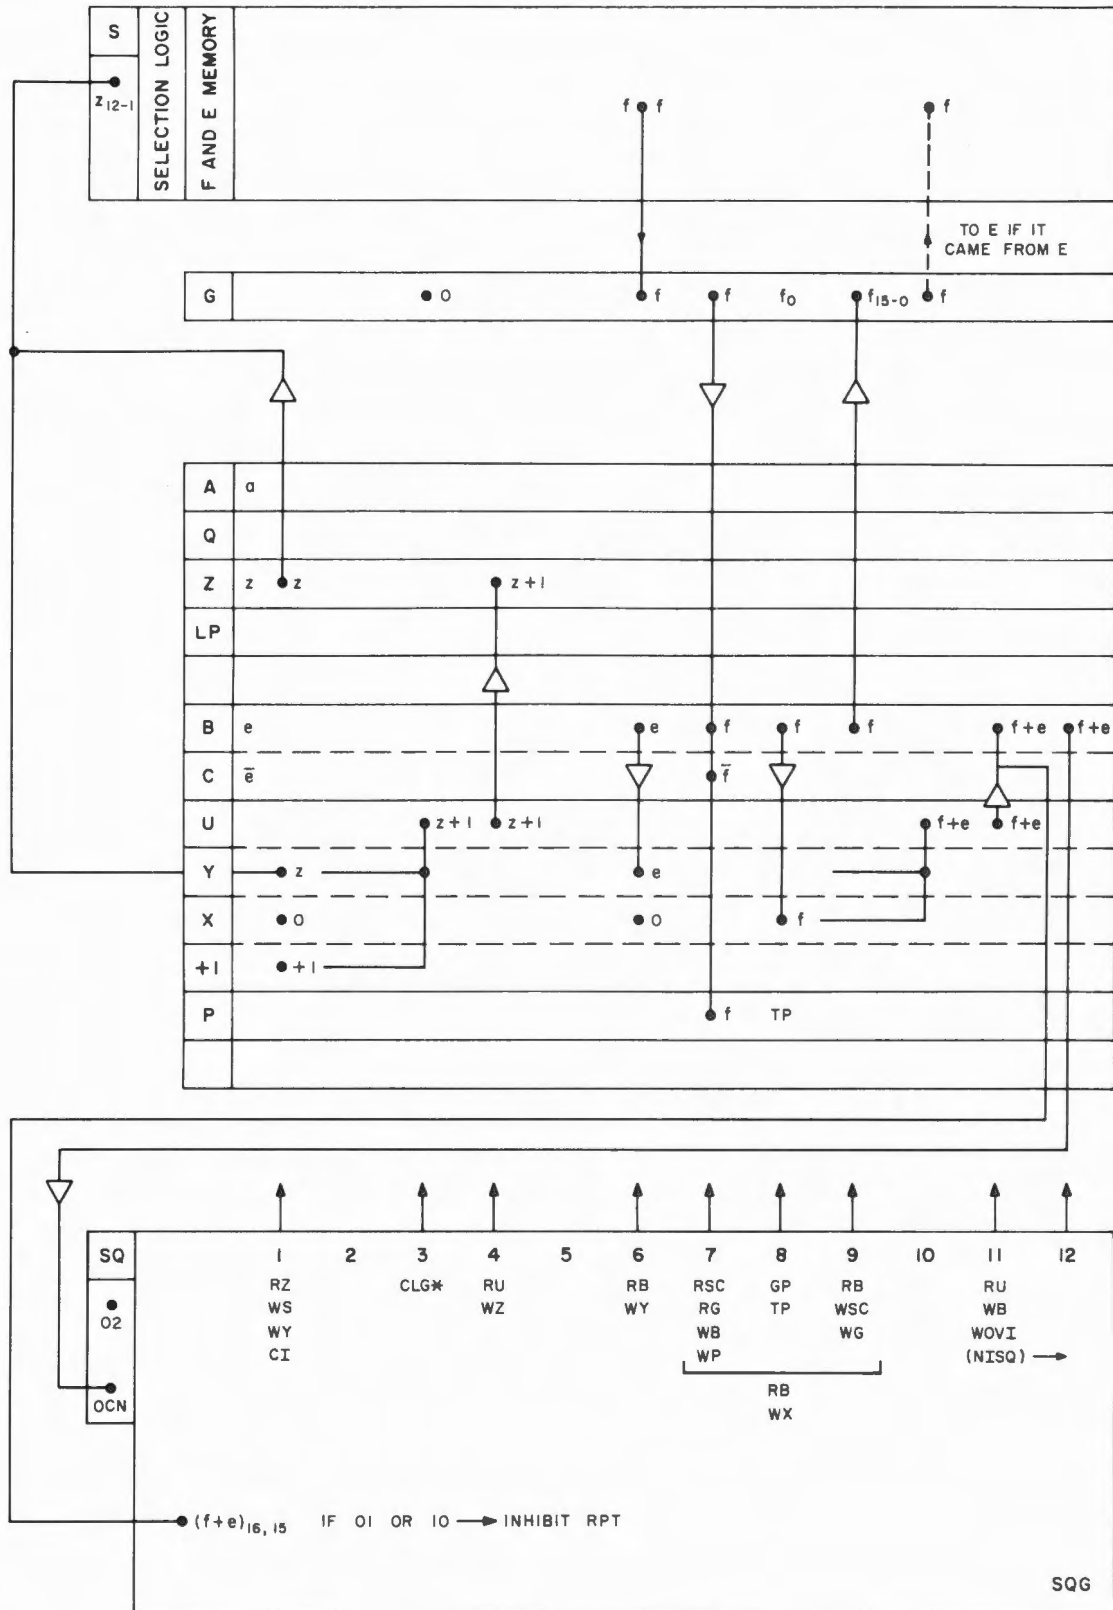 S
z12-1
SELECTION LOGIC
F AND E MEMORY
f f f
TO E IF IT
CAME FROM E
G 0 f f f0 f15-0 f
A a
Q
Z z z z+1
LP
B e e f f f f+e f+e
C e̅ f̅
U z+1 z+1 f+e f+e
Y z e
X 0 0 f
+1 +1
P f TP
SQ 1 2 3 4 5 6 7 8 9 10 11 12
RZ CLG* RU RB RSC GP RB RU
WS WZ WY RG TP WSC WB
WY WB WG WOVI
CI WP (NISQ)
RB
WX
02
OCN
(f+e)16,15 IF 01 OR 10 INHIBIT RPT
SQG